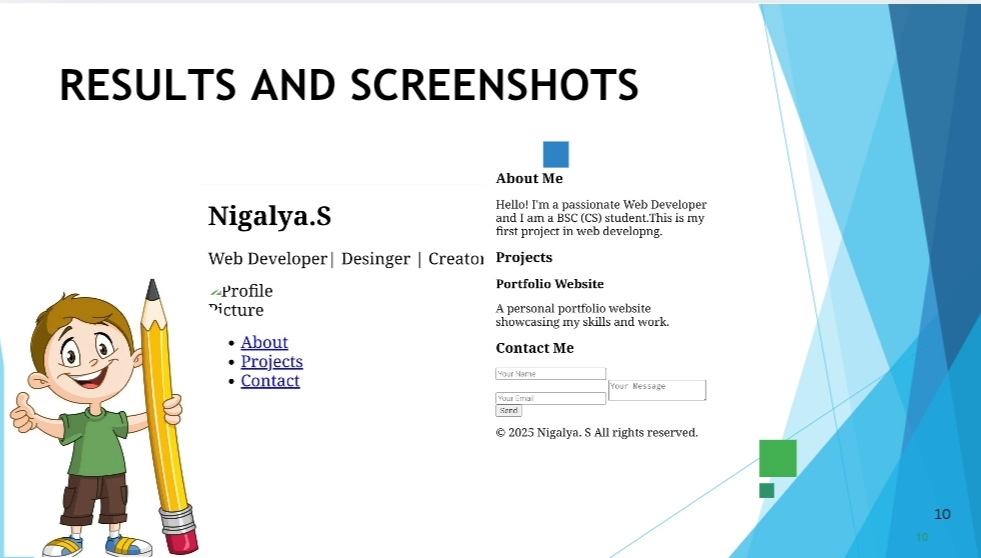 RESULTS AND SCREENSHOTS
Nigalya.S
Web Developer| Desinger | Creator
Profile
Picture
About
Projects
Contact
About Me
Hello! I'm a passionate Web Developer
and I am a BSC (CS) student.This is my
first project in web developng.
Projects
Portfolio Website
A personal portfolio website
showcasing my skills and work.
Contact Me
Your Name
Your Message
Your Email
Send
© 2025 Nigalya. S All rights reserved.
10
10